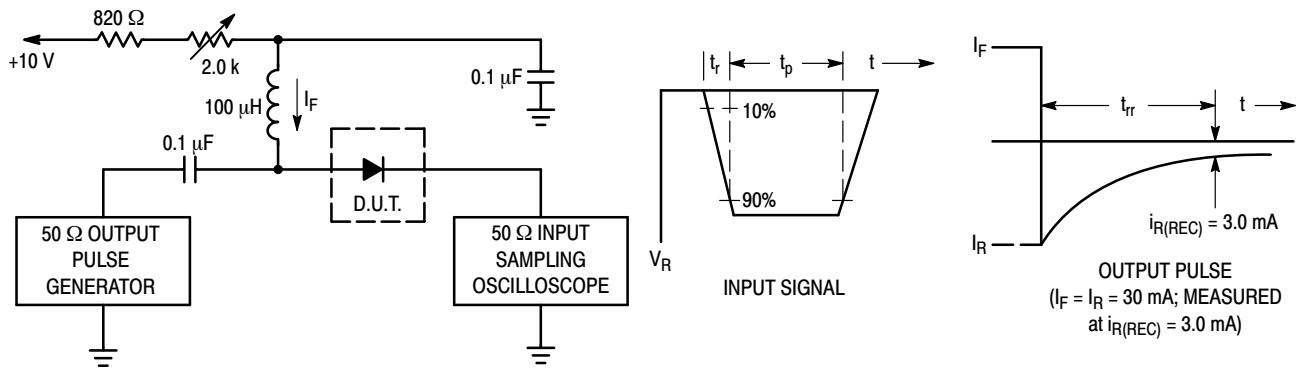 820 Ω
+10 V
2.0 k
100 μH
I_F
0.1 μF
0.1 μF
D.U.T.
50 Ω OUTPUT
PULSE
GENERATOR
50 Ω INPUT
SAMPLING
OSCILLOSCOPE
t_r
t_p
t
10%
90%
V_R
INPUT SIGNAL
I_F
t_rr
t
i_R(REC) = 3.0 mA
I_R
OUTPUT PULSE
(I_F = I_R = 30 mA; MEASURED
at i_R(REC) = 3.0 mA)